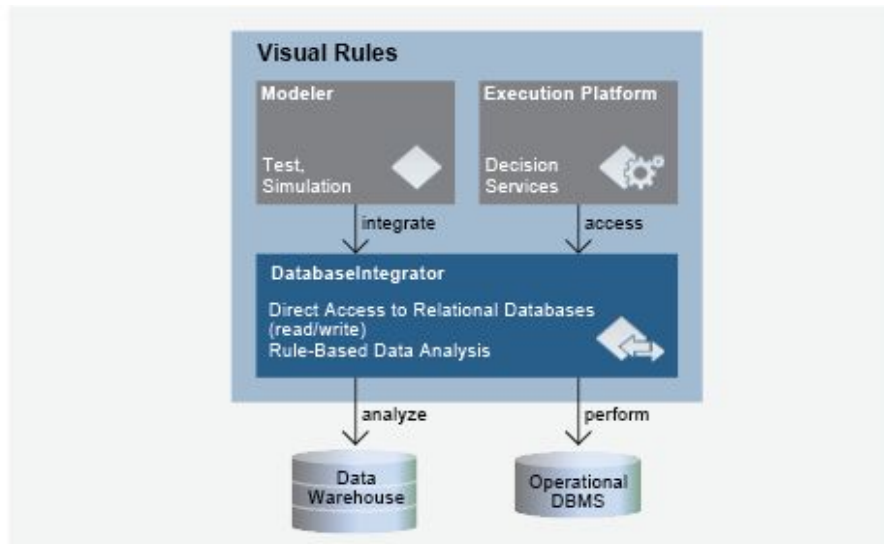 Visual Rules
Modeler
Test,
Simulation
Execution Platform
Decision
Services
integrate
access
DatabaseIntegrator
Direct Access to Relational Databases
(read/write)
Rule-Based Data Analysis
analyze
perform
Data
Warehouse
Operational
DBMS